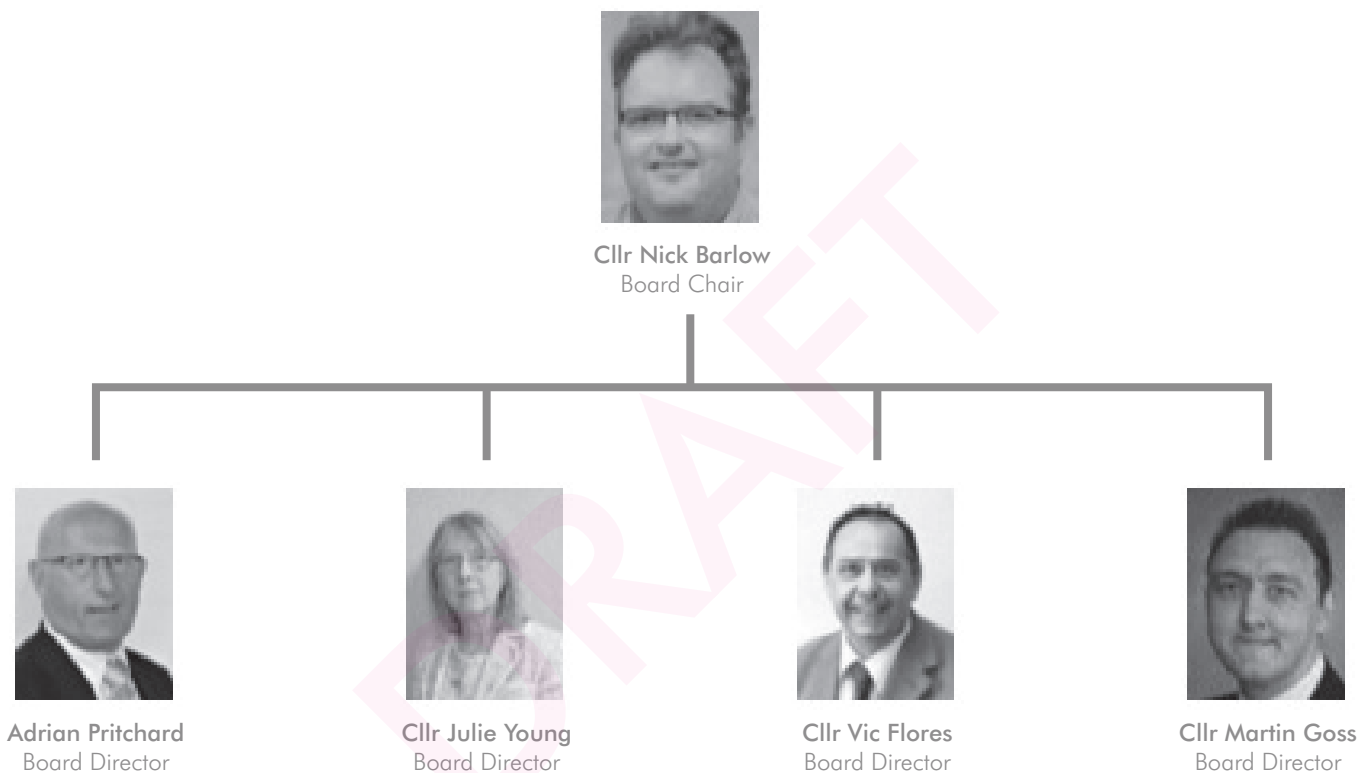 Cllr Nick Barlow
Board Chair
DRAFT
Adrian Pritchard
Board Director
Cllr Julie Young
Board Director
Cllr Vic Flores
Board Director
Cllr Martin Goss
Board Director